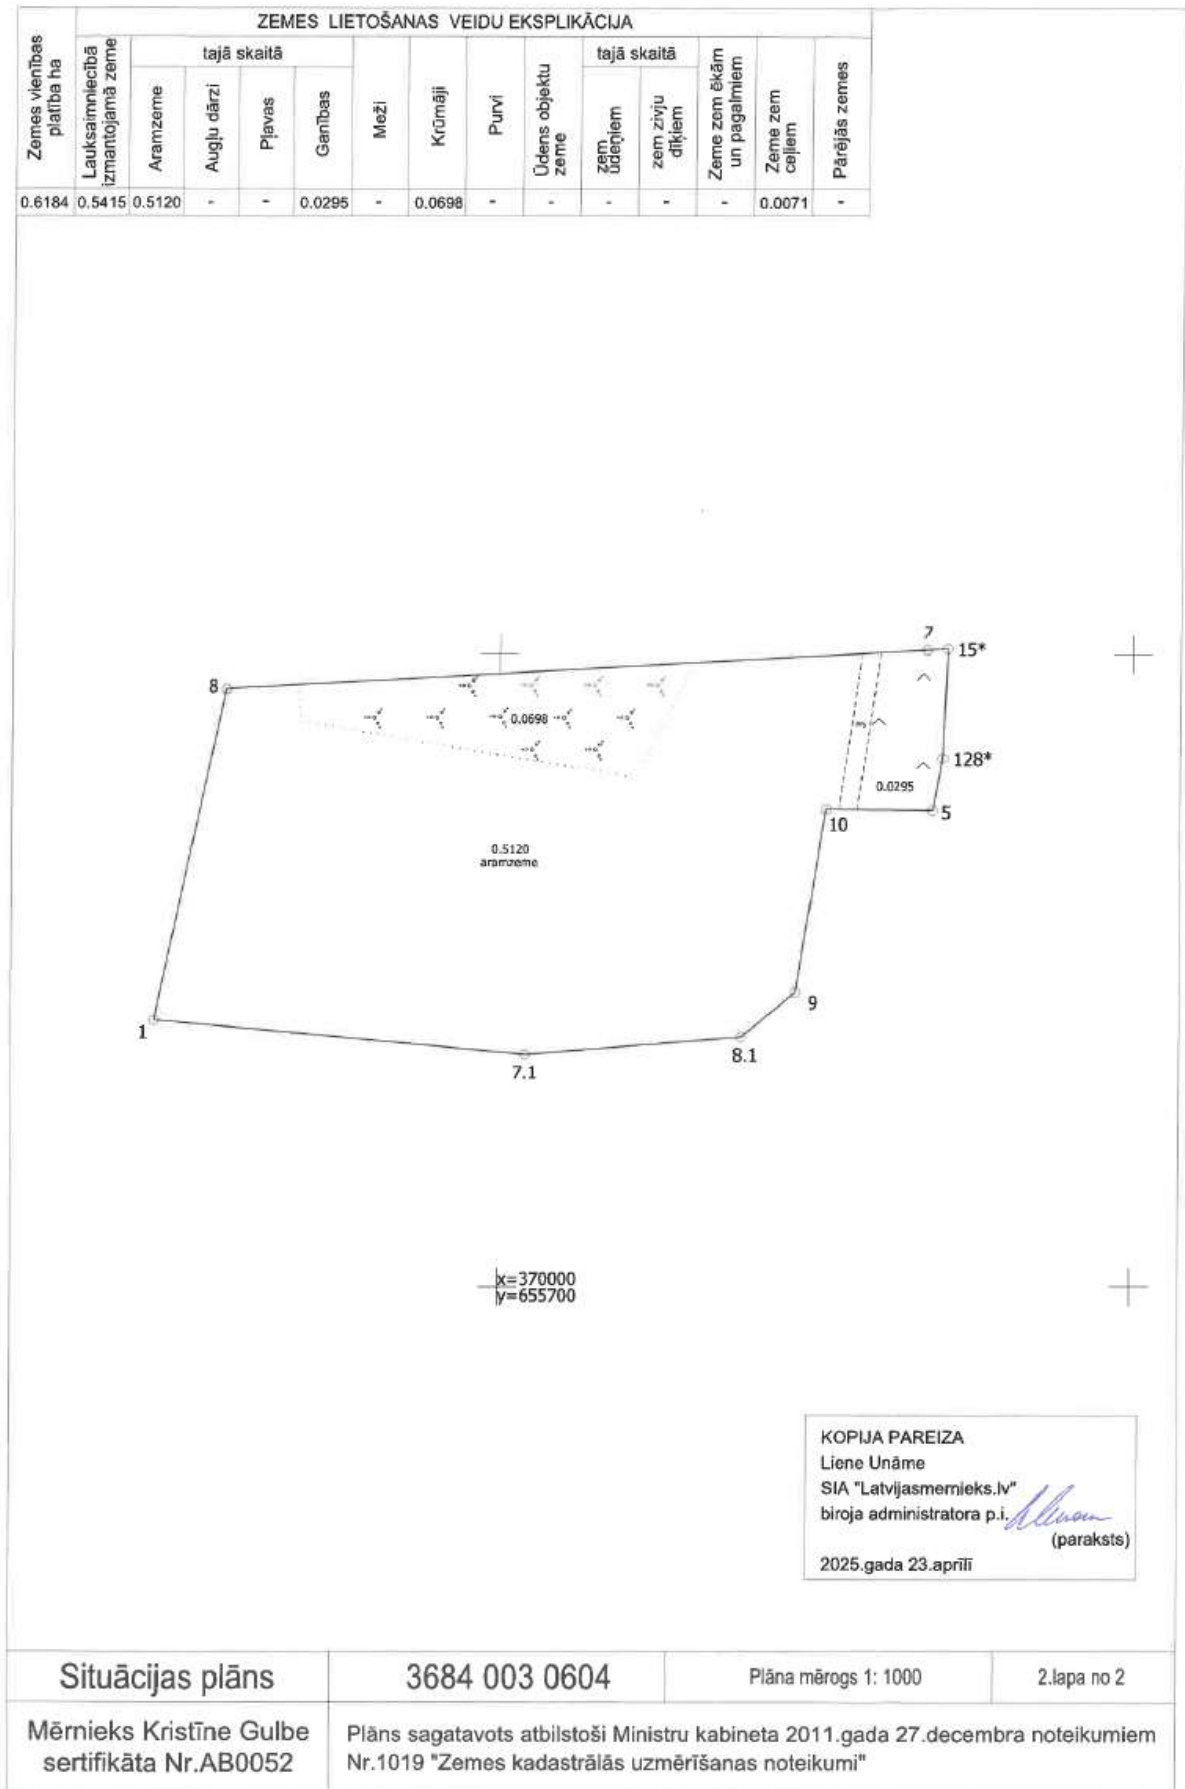 ZEMES LIETOŠANAS VEIDU EKSPLIKĀCIJA
Zemes vienības
platība ha
Lauksaimniecībā
izmantojamā zeme
tajā skaitā
Aramzeme
Augļu dārzi
Pļavas
Ganības
Meži
Krūmāji
Purvi
Ūdens objektu
zeme
tajā skaitā
zem
ūdeņiem
zem zivju
dīķiem
Zeme zem ēkām
un pagalmiem
Zeme zem
ceļiem
Pārējās zemes
0.6184 0.5415 0.5120 - - 0.0295 - 0.0698 - - - - - 0.0071 -
7
15*
8
0.0698
3
128*
0.0295
10
5
0.5120
aramzeme
9
1
8.1
7.1
x=370000
y=655700
KOPIJA PAREIZA
Liene Unāme
SIA "Latvijasmernieks.lv"
biroja administratora p.i.
(paraksts)
2025.gada 23.aprīlī
Situācijas plāns 3684 003 0604 Plāna mērogs 1: 1000 2.lapa no 2
Mērnieks Kristīne Gulbe
sertifikāta Nr.AB0052
Plāns sagatavots atbilstoši Ministru kabineta 2011.gada 27.decembra noteikumiem
Nr.1019 "Zemes kadastrālās uzmērīšanas noteikumi"